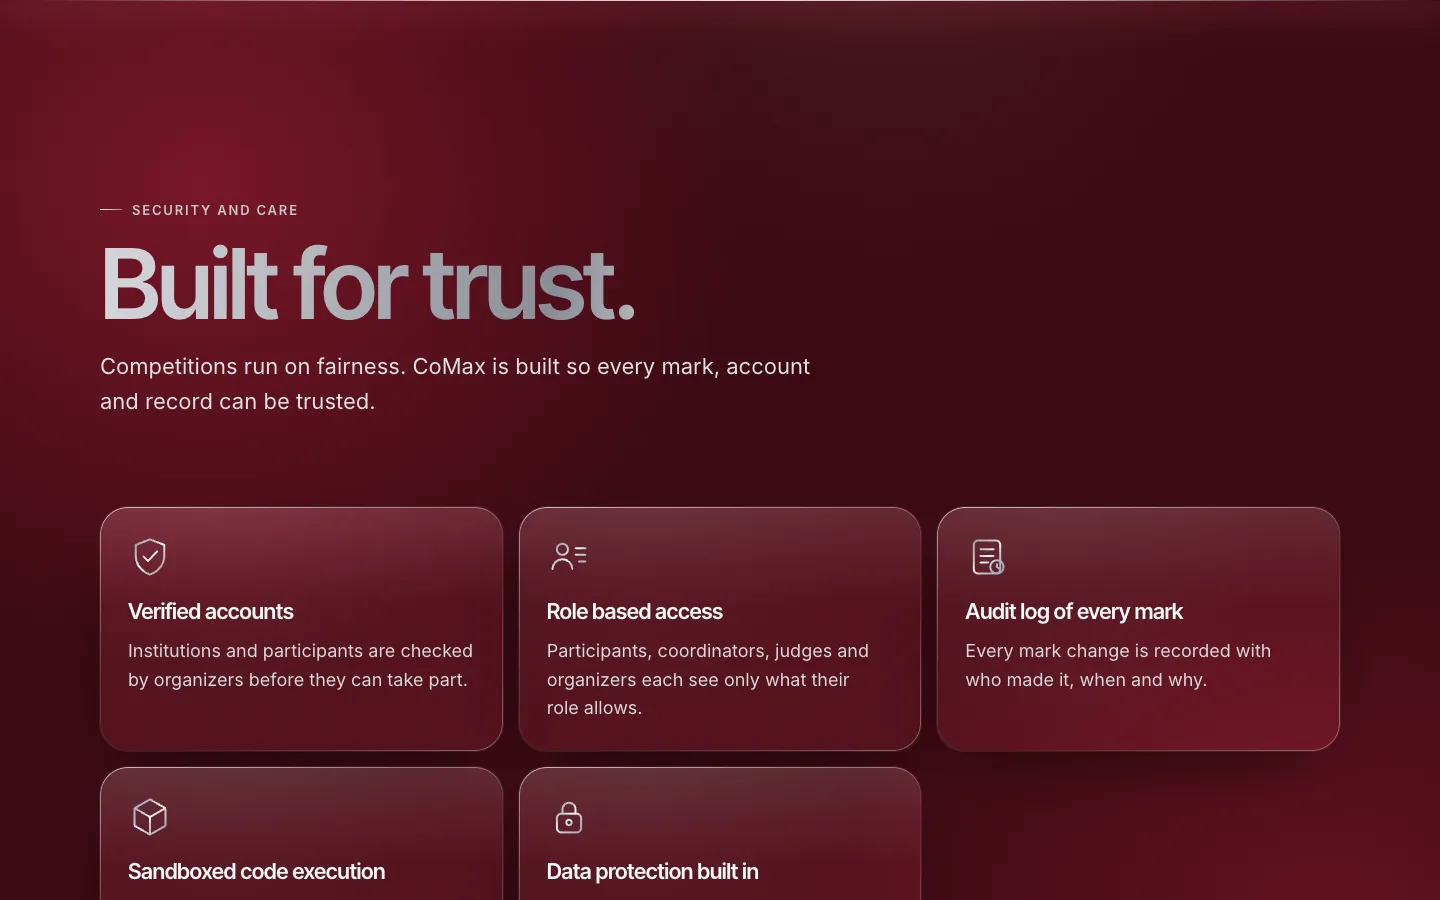 SECURITY AND CARE
Built for trust.
Competitions run on fairness. CoMax is built so every mark, account
and record can be trusted.
Verified accounts
Institutions and participants are checked
by organizers before they can take part.
Role based access
Participants, coordinators, judges and
organizers each see only what their
role allows.
Audit log of every mark
Every mark change is recorded with
who made it, when and why.
Sandboxed code execution
Data protection built in